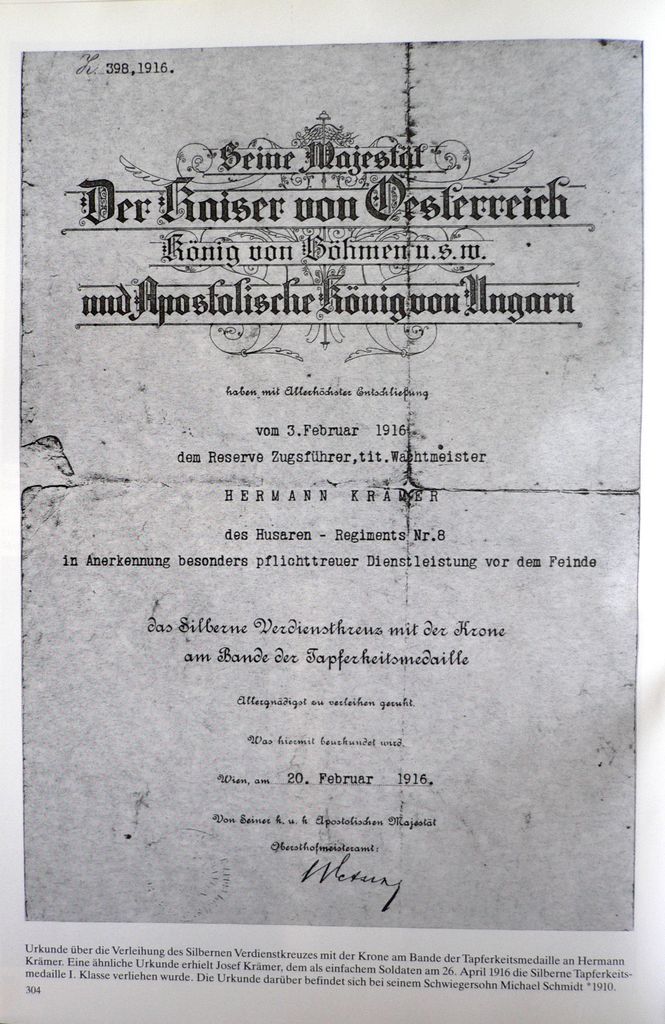 Z. 398,1916.
Seine Majestät
Der Kaiser von Oesterreich
König von Böhmen u.s.w.
und Apostolische König von Ungarn
haben mit Allerhöchster Entschließung
vom 3.Februar 1916
dem Reserve Zugsführer,tit.Wachtmeister
HERMANN KRÄMER
des Husaren - Regiments Nr.8
in Anerkennung besonders pflichttreuer Dienstleistung vor dem Feinde
das Silberne Verdienstkreuz mit der Krone
am Bande der Tapferkeitsmedaille
Allergnädigst zu verleihen geruht.
Was hiermit beurkundet wird.
Wien, am 20. Februar 1916.
Von Seiner k. u. k Apostolischen Majestät
Obersthofmeisteramt:
Urkunde über die Verleihung des Silbernen Verdienstkreuzes mit der Krone am Bande der Tapferkeitsmedaille an Hermann
Krämer. Eine ähnliche Urkunde erhielt Josef Krämer, dem als einfachem Soldaten am 26. April 1916 die Silberne Tapferkeits-
medaille I. Klasse verliehen wurde. Die Urkunde darüber befindet sich bei seinem Schwiegersohn Michael Schmidt *1910.
304